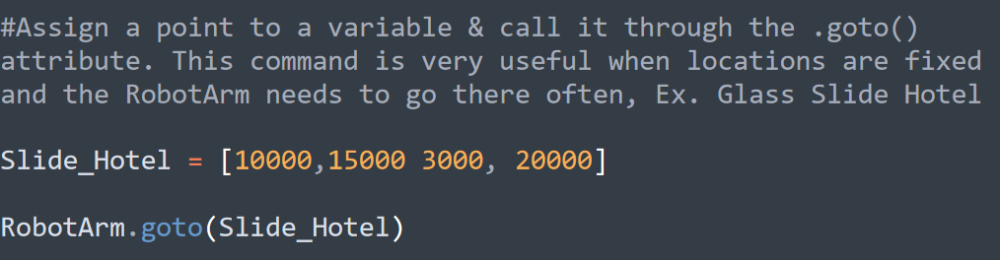 #Assign a point to a variable & call it through the .goto()
attribute. This command is very useful when locations are fixed
and the RobotArm needs to go there often, Ex. Glass Slide Hotel
Slide_Hotel = [10000,15000 3000, 20000]
RobotArm.goto(Slide_Hotel)